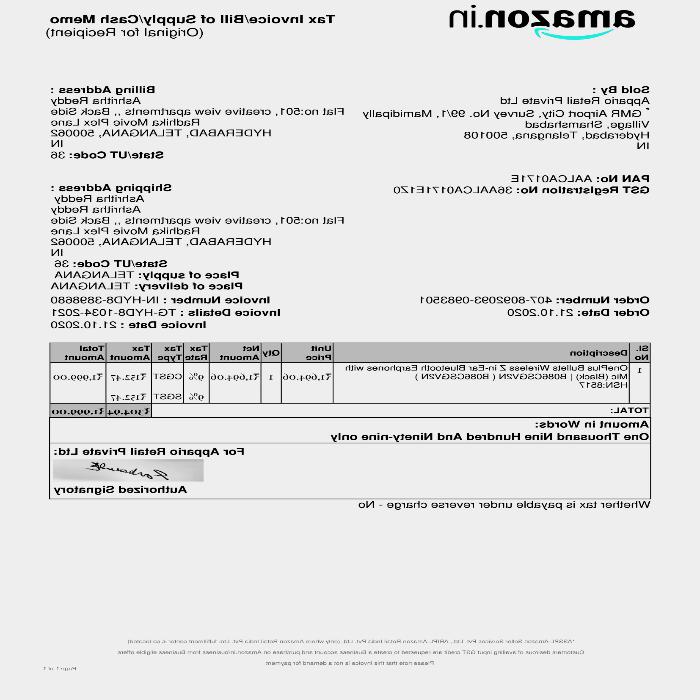 amazon.in
Tax Invoice/Bill of Supply/Cash Memo
(Original for Recipient)
Sold By :
Appario Retail Private Ltd
* GMR Airport City, Survey No. 99/1, Mamidipally
Village, Shamshabad
Hyderabad, Telangana, 500108
IN
PAN No: AALCA0171E
GST Registration No: 36AALCA0171E1Z0
Billing Address :
Ashritha
Reddy
Flat no:501, creative view apartments ,, Back Side
Radhika Movie Plex Lane
HYDERABAD, TELANGANA, 500062
IN
State/UT Code: 36
Shipping Address :
Ashritha Reddy
Ashritha
Reddy
Flat no:501, creative view apartments ,, Back Side
Radhika Movie Plex
Lane
HYDERABAD, TELANGANA, 500062
IN
State/UT Code: 36
Place of supply: TELANGANA
Place of delivery: TELANGANA
Order Number: 407-8092093-0983501
Order Date: 21.10.2020
Invoice Number : IN-HYD8-3898680
Invoice Details : TG-HYD8-1034-2021
Invoice Date : 21.10.2020
Sl. No Description Unit Price Qty Net Amount Tax Rate Tax Type Tax Amount Total Amount
1 OnePlus Bullets Wireless Z in-Ear Bluetooth Earphones with ₹1,694.06 1 ₹1,694.06 9% CGST ₹152.47 ₹1,999.00
Mic (Black) | B086CSGV2N ( B086CSGV2N )
HSN:8517
9% SGST ₹152.47
TOTAL: ₹304.94 ₹1,999.00
Amount in Words:
One Thousand Nine Hundred And Ninety-nine only
For Appario Retail Private Ltd:
Authorized Signatory
Whether tax is payable under reverse charge - No
Please note that this invoice is not a demand for payment
Page 1 of 1